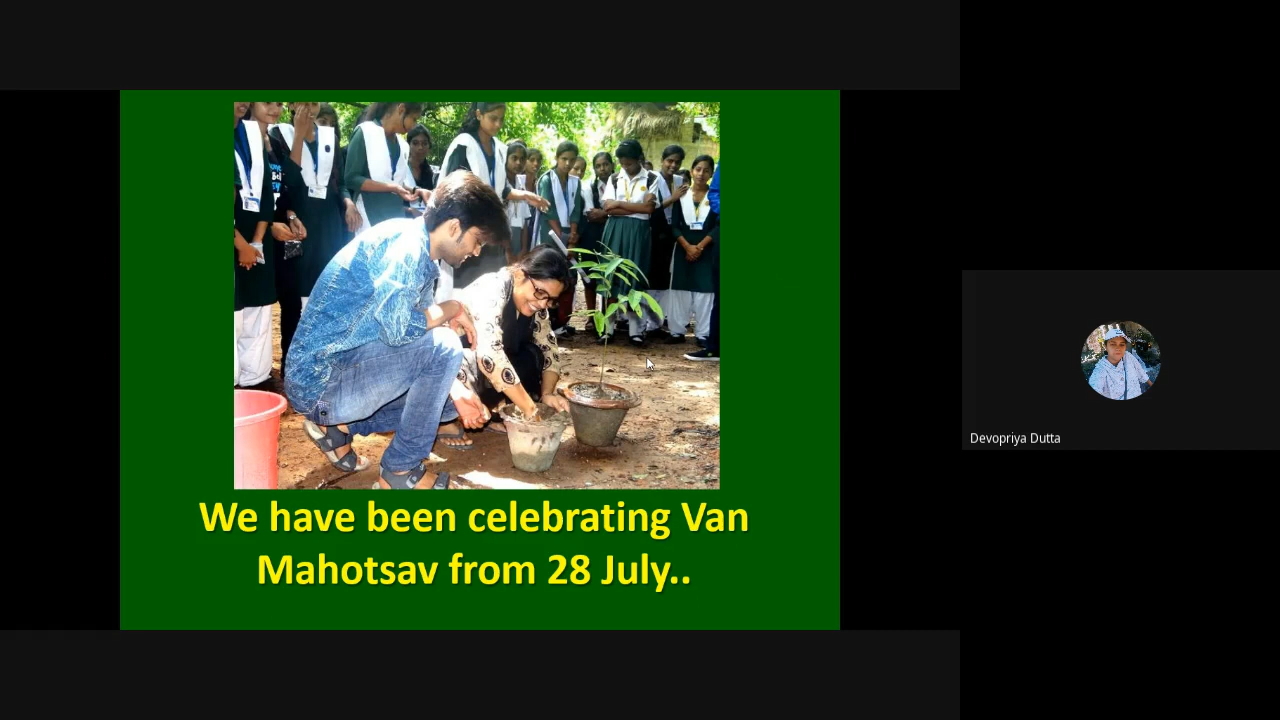 We have been celebrating Van
Mahotsav from 28 July..
Devopriya Dutta